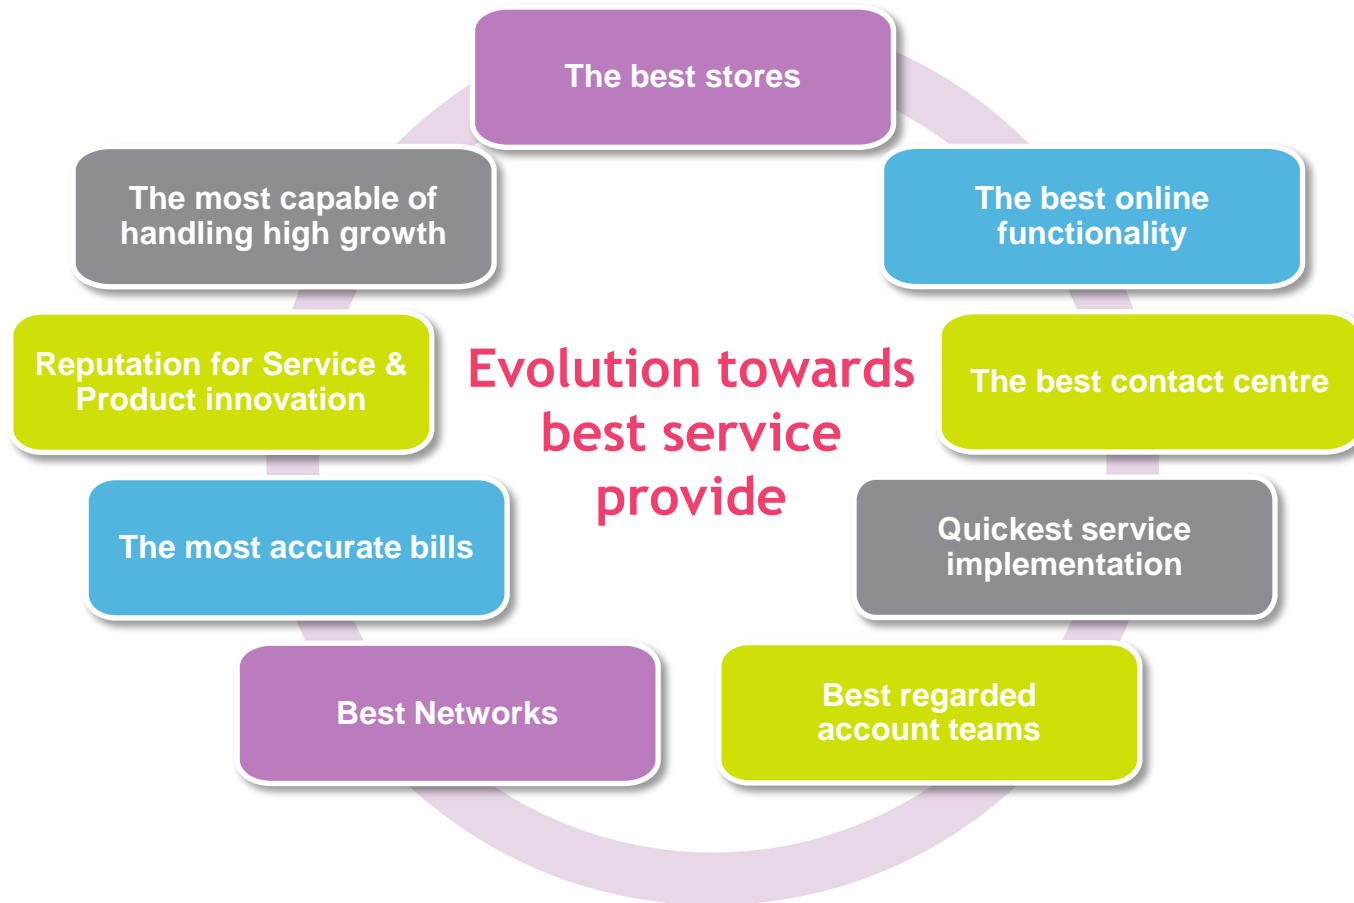 The best stores
The most capable of
handling high growth
The best online
functionality
Reputation for Service &
Product innovation
Evolution towards
best service
provide
The best contact centre
The most accurate bills
Quickest service
implementation
Best Networks
Best regarded
account teams